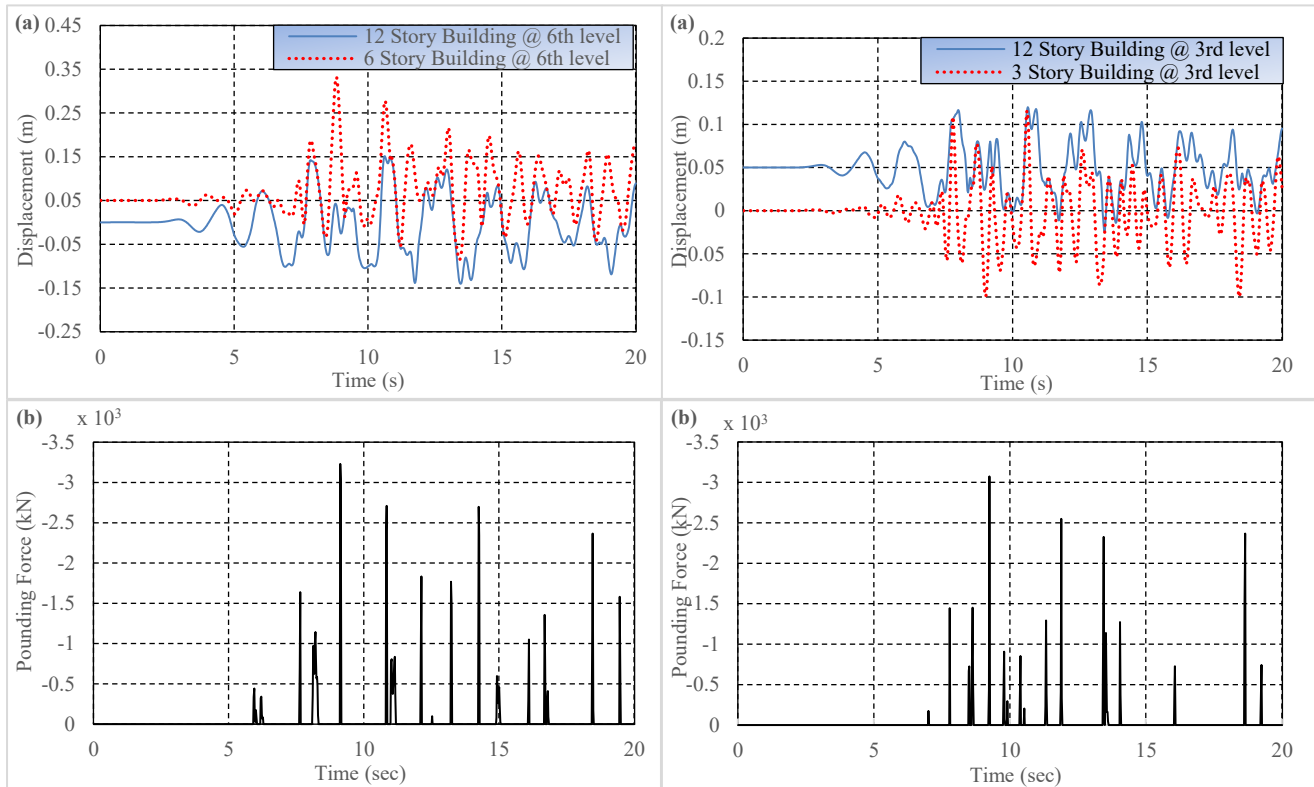 (a)
0.45
0.35
0.25
0.15
0.05
-0.05
-0.15
-0.25
Displacement (m)
12 Story Building @ 6th level
6 Story Building @ 6th level
0 5 10 15 20
Time (s)
(a)
0.2
0.15
0.1
0.05
0
-0.05
-0.1
-0.15
Displacement (m)
12 Story Building @ 3rd level
3 Story Building @ 3rd level
0 5 10 15 20
Time (s)
(b)
x 10³
-3.5
-3
-2.5
-2
-1.5
-1
-0.5
0
Pounding Force (kN)
0 5 10 15 20
Time (sec)
(b)
x 10³
-3.5
-3
-2.5
-2
-1.5
-1
-0.5
0
Pounding Force (kN)
0 5 10 15 20
Time (sec)